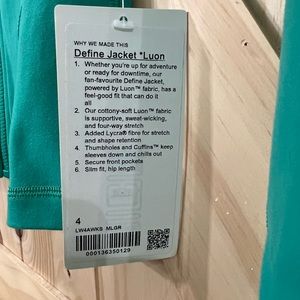 WHY WE MADE THIS
Define Jacket *Luon
1. Whether you're up for adventure
or ready for downtime, our
fan-favourite Define Jacket,
powered by Luon™ fabric, has a
feel-good fit that can do it
all
2. Our cottony-soft Luon™ fabric
is supportive, sweat-wicking,
and four-way stretch
3. Added Lycra® fibre for stretch
and shape retention
4. Thumbholes and Cuffins™ keep
sleeves down and chills out
5. Secure front pockets
6. Slim fit, hip length
4
LW4AWKS MLGR
000136350129